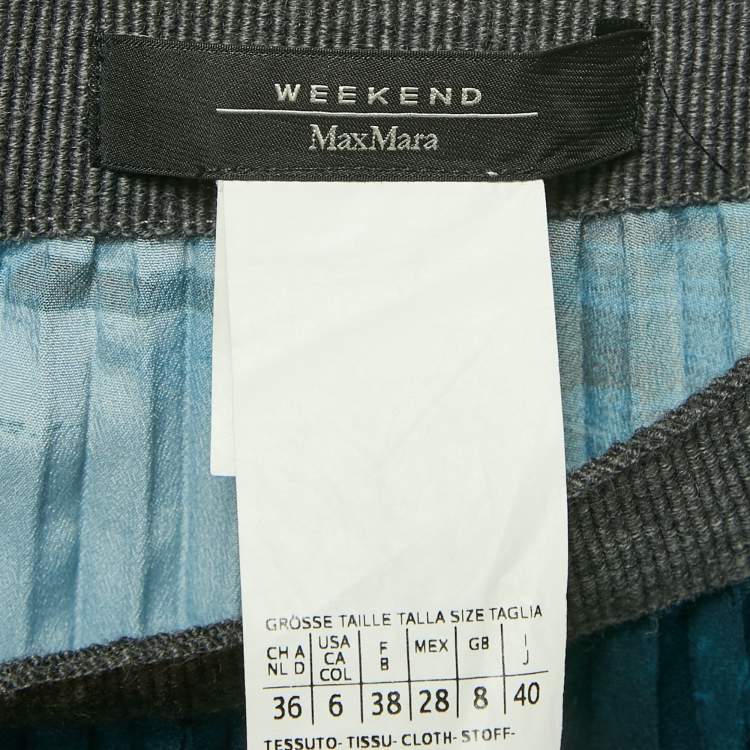 WEEKEND
MaxMara
GRÖSSE TAILLE TALLA SIZE TAGLIA
CH A NL D USA CA COL F B MEX GB I J
36 6 38 28 8 40
TESSUTO- TISSU- CLOTH- STOFF-